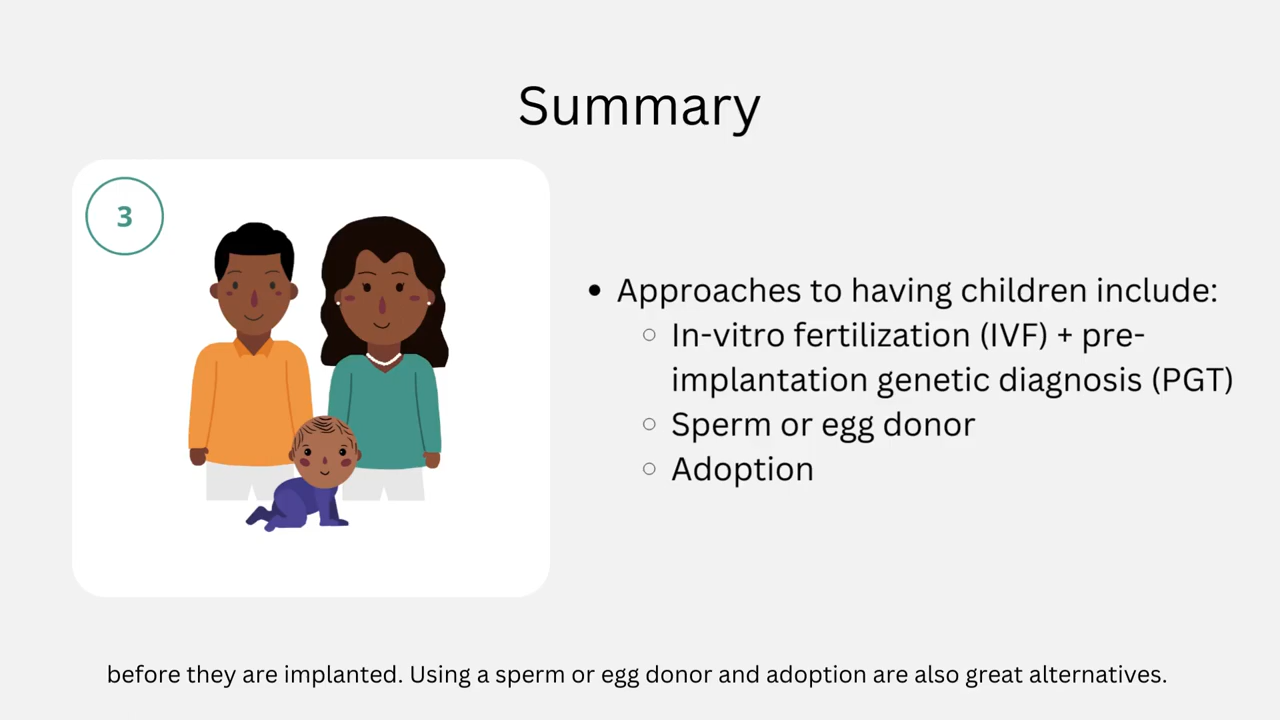 Summary
3
• Approaches to having children include:
○ In-vitro fertilization (IVF) + pre-
implantation genetic diagnosis (PGT)
○ Sperm or egg donor
○ Adoption
before they are implanted. Using a sperm or egg donor and adoption are also great alternatives.